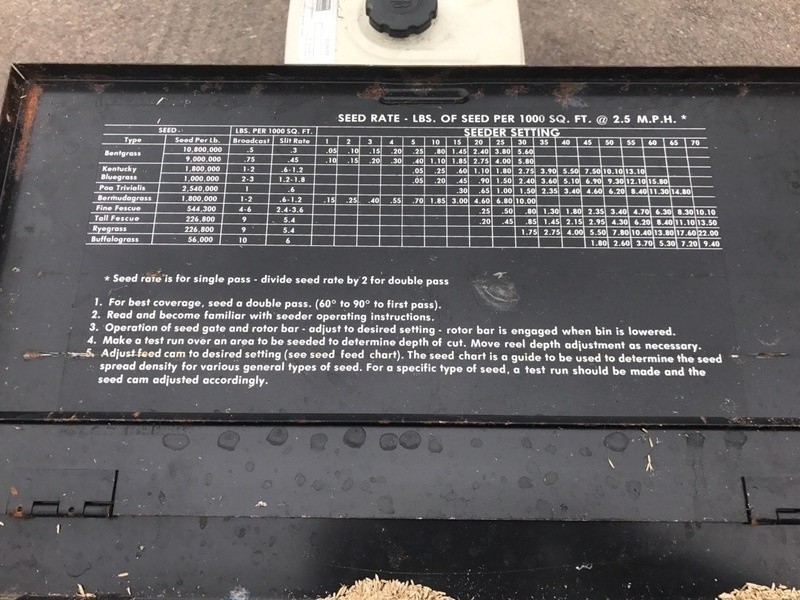 SEED RATE - LBS. OF SEED PER 1000 SQ. FT. @ 2.5 M.P.H. *
SEED- LBS. PER 1000 SQ. FT. SEEDER SETTING
Type Seed Per Lb. Broadcast Slit Rate 1 2 3 4 5 10 15 20 25 30 35 40 45 50 55 60 65 70
Bentgrass 10,800,000 .5 .3 .05 .10 .15 .20 .25 .80 1.45 2.40 3.80 5.60
9,000,000 .75 .45 .10 .15 .20 .30 .40 1.10 1.85 2.75 4.00 5.80
Kentucky 1,800,000 1-2 .6-1.2 .05 .25 .60 1.10 1.80 2.75 3.90 5.50 7.50 10.10 13.10
Bluegrass 1,000,000 2-3 1.2-1.8 .05 .20 .45 .90 1.50 2.40 3.60 5.10 6.90 9.30 12.10 15.80
Poa Trivialis 2,540,000 1 .6 .30 .65 1.00 1.50 2.35 3.40 4.60 6.20 8.40 11.30 14.80
Bermudagrass 1,800,000 1-2 .6-1.2 .15 .25 .40 .55 .70 1.85 3.00 4.60 6.80 10.00
Fine Fescue 544,300 4-6 2.4-3.6 .25 .50 .80 1.30 1.80 2.35 3.40 4.70 6.30 8.30 10.10
Tall Fescue 226,800 9 5.4 .20 .45 .85 1.45 2.15 2.95 4.30 6.20 8.40 11.10 13.50
Ryegrass 226,800 9 5.4 1.75 2.75 4.00 5.50 7.80 10.40 13.80 17.60 22.00
Buffalograss 56,000 10 6 1.80 2.60 3.70 5.30 7.20 9.40
* Seed rate is for single pass - divide seed rate by 2 for double pass
1. For best coverage, seed a double pass. (60° to 90° to first pass).
2. Read and become familiar with seeder operating instructions.
3. Operation of seed gate and rotor bar - adjust to desired setting - rotor bar is engaged when bin is lowered.
4. Make a test run over an area to be seeded to determine depth of cut. Move reel depth adjustment as necessary.
5. Adjust feed cam to desired setting (see seed feed chart). The seed chart is a guide to be used to determine the seed
spread density for various general types of seed. For a specific type of seed, a test run should be made and the
seed cam adjusted accordingly.